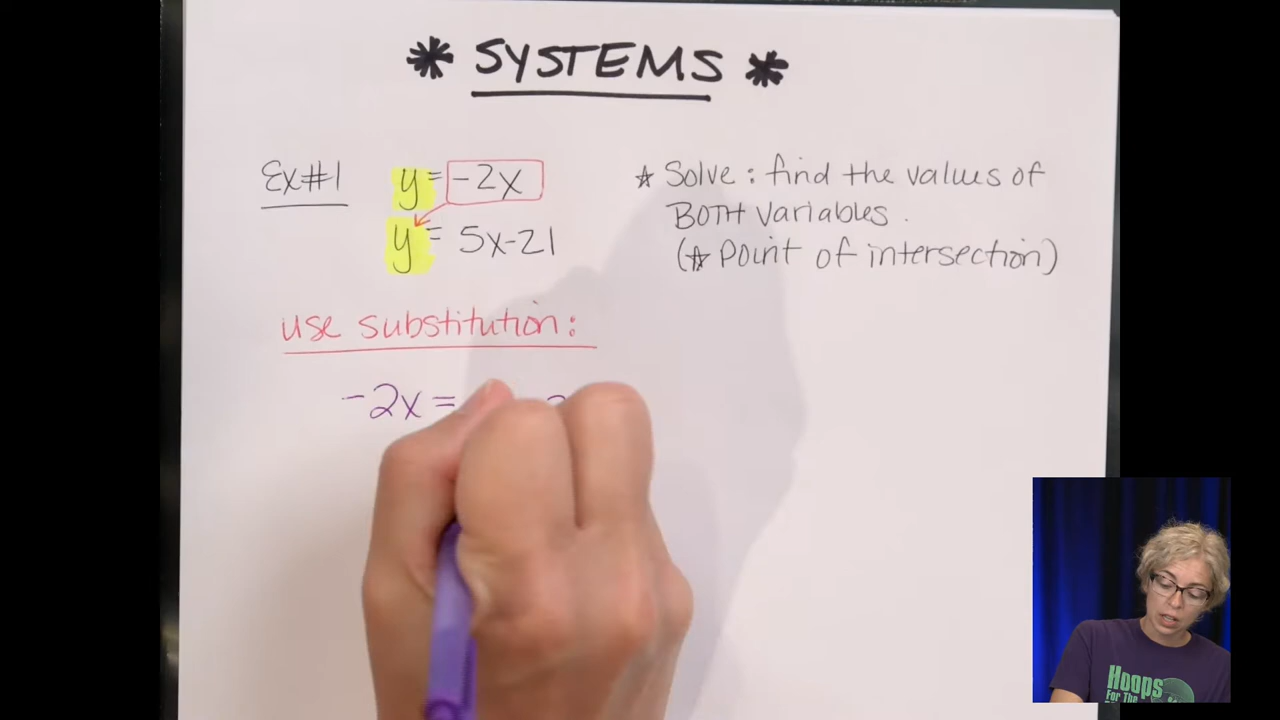 * SYSTEMS *
Ex#1 y = -2x
y = 5x-21
☆ Solve : find the values of
BOTH variables.
(☆ Point of intersection)
use substitution:
-2x =
Hoops
For The